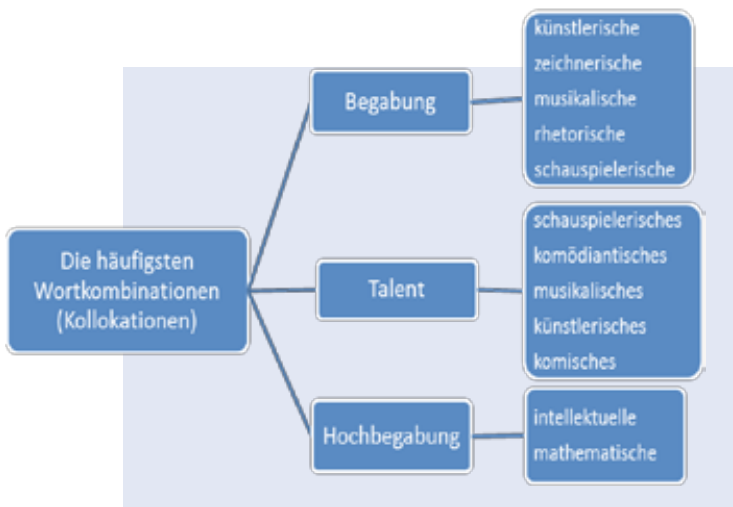 Die häufigsten
Wortkombinationen
(Kollokationen)
Begabung
künstlerische
zeichnerische
musikalische
rhetorische
schauspielerische
Talent
schauspielerisches
komödiantisches
musikalisches
künstlerisches
komisches
Hochbegabung
intellektuelle
mathematische